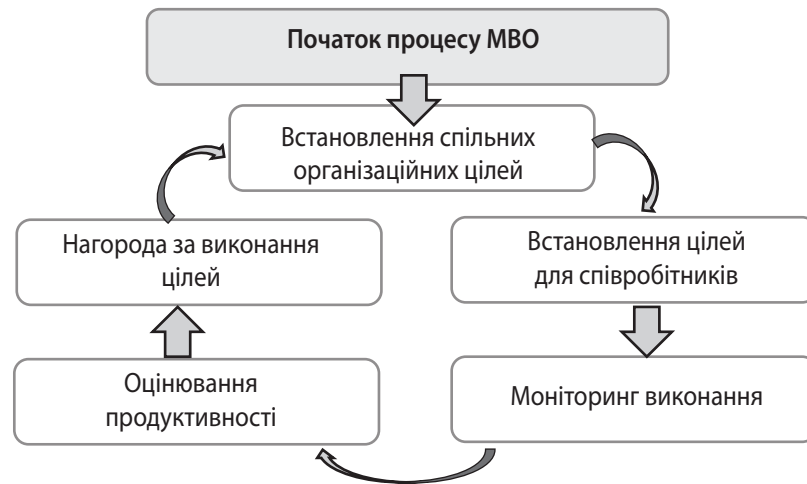 Початок процесу МВО
Встановлення спільних
організаційних цілей
Встановлення цілей
для співробітників
Моніторинг виконання
Оцінювання
продуктивності
Нагорода за виконання
цілей